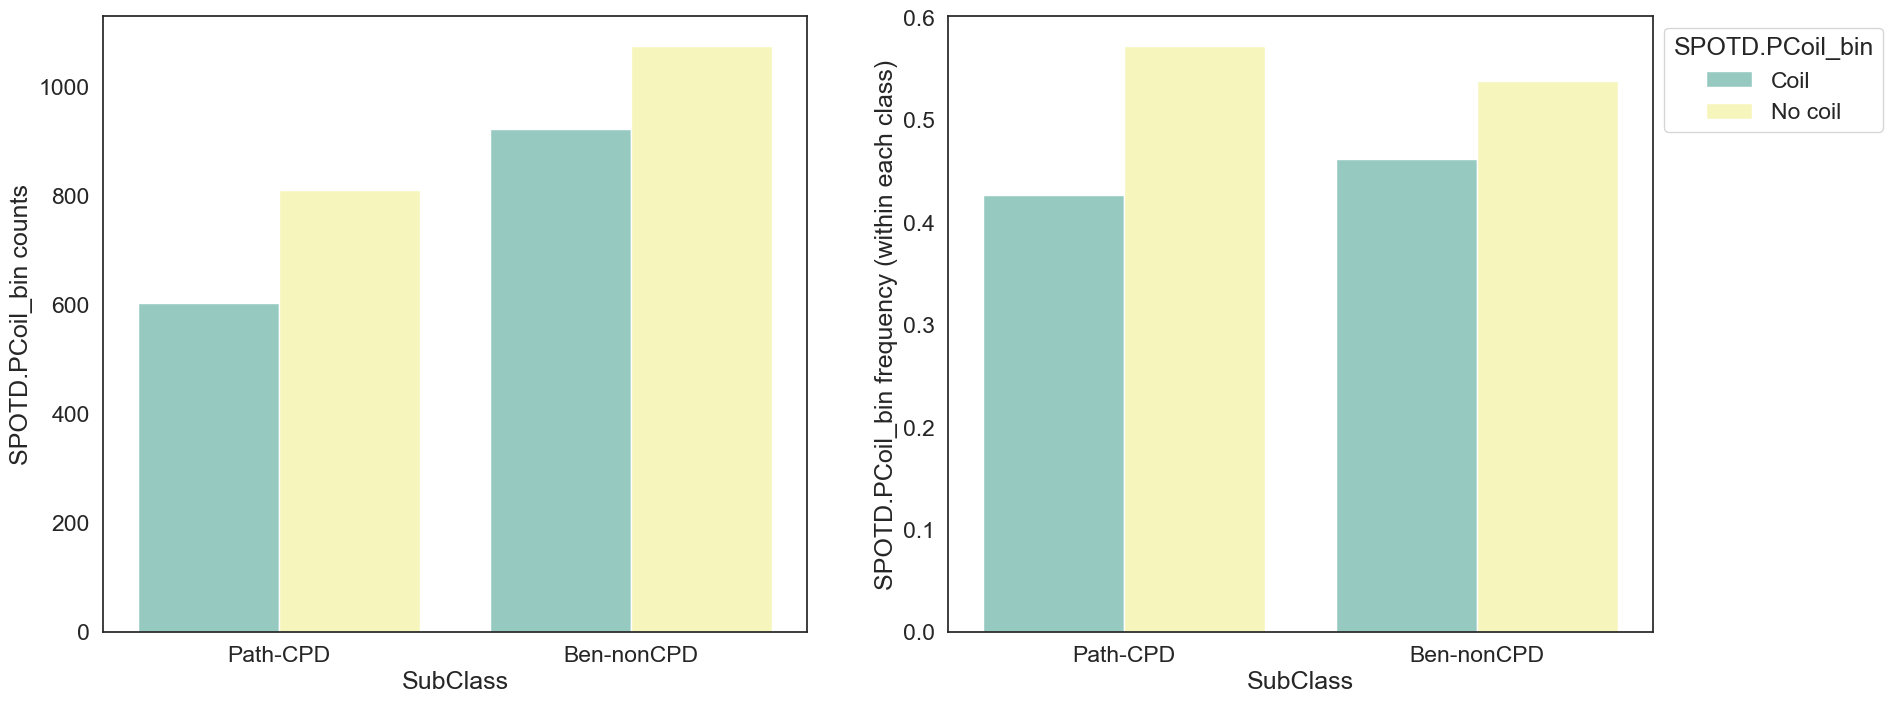 SPOTD.PCoil_bin counts
1000
800
600
400
200
0
Path-CPD
Ben-nonCPD
SubClass
SPOTD.PCoil_bin frequency (within each class)
0.6
0.5
0.4
0.3
0.2
0.1
0.0
Path-CPD
Ben-nonCPD
SubClass
SPOTD.PCoil_bin
Coil
No coil